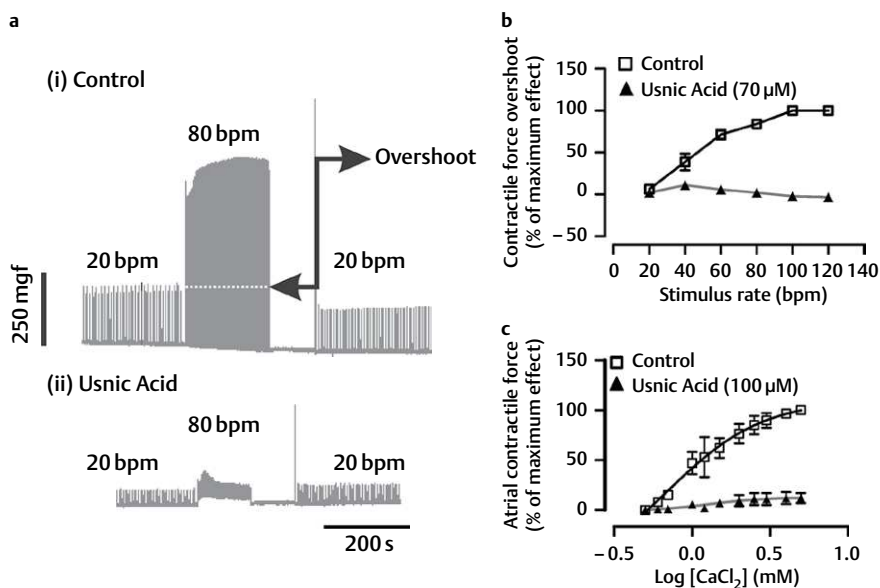 a
(i) Control
80 bpm
Overshoot
20 bpm
20 bpm
250 mgf
(ii) Usnic Acid
80 bpm
20 bpm
20 bpm
200 s
b
Contractile force overshoot
(% of maximum effect)
150
100
50
0
– 50
Control
Usnic Acid (70 µM)
0 20 40 60 80 100 120 140
Stimulus rate (bpm)
c
Atrial contractile force
(% of maximum effect)
150
100
50
0
Control
Usnic Acid (100 µM)
– 0.5 0.0 0.5 1.0
Log [CaCl2] (mM)